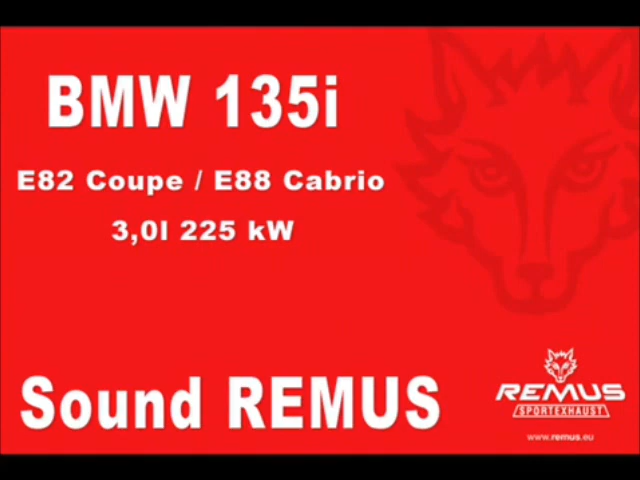 BMW 135i
E82 Coupe / E88 Cabrio
3,0l 225 kW
Sound REMUS
REMUS
SPORTEXHAUST
www.remus.eu